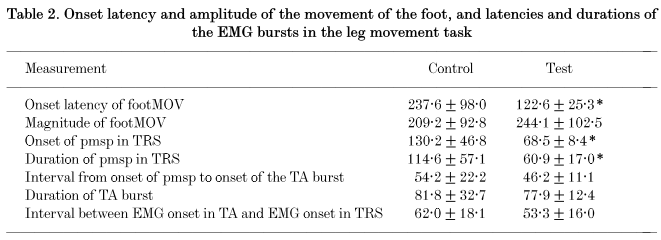 Table 2. Onset latency and amplitude of the movement of the foot, and latencies and durations of
the EMG bursts in the leg movement task
Measurement Control Test
Onset latency of footMOV 237·6 ± 98·0 122·6 ± 25·3*
Magnitude of footMOV 209·2 ± 92·8 244·1 ± 102·5
Onset of pmsp in TRS 130·2 ± 46·8 68·5 ± 8·4*
Duration of pmsp in TRS 114·6 ± 57·1 60·9 ± 17·0*
Interval from onset of pmsp to onset of the TA burst 54·2 ± 22·2 46·2 ± 11·1
Duration of TA burst 81·8 ± 32·7 77·9 ± 12·4
Interval between EMG onset in TA and EMG onset in TRS 62·0 ± 18·1 53·3 ± 16·0